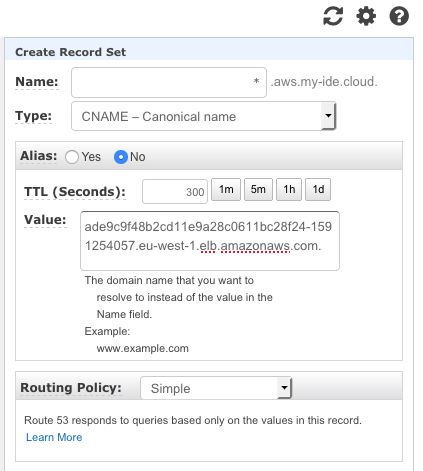 Create Record Set
Name: * .aws.my-ide.cloud.
Type: CNAME – Canonical name
Alias: Yes No
TTL (Seconds): 300 1m 5m 1h 1d
Value: ade9c9f48b2cd11e9a28c0611bc28f24-159
1254057.eu-west-1.elb.amazonaws.com.
The domain name that you want to
resolve to instead of the value in the
Name field.
Example:
www.example.com
Routing Policy: Simple
Route 53 responds to queries based only on the values in this record.
Learn More